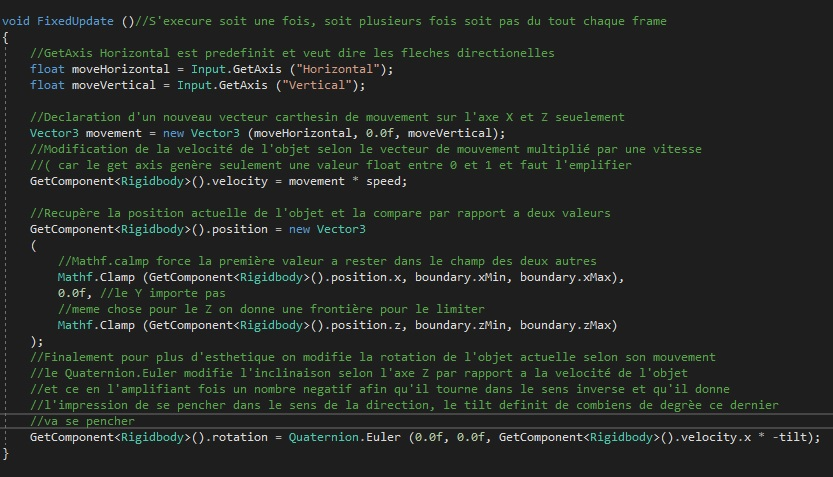 void FixedUpdate ()//S'execure soit une fois, soit plusieurs fois soit pas du tout chaque frame
{
//GetAxis Horizontal est predefinit et veut dire les fleches directionelles
float moveHorizontal = Input.GetAxis ("Horizontal");
float moveVertical = Input.GetAxis ("Vertical");
//Declaration d'un nouveau vecteur carthesin de mouvement sur l'axe X et Z seuelement
Vector3 movement = new Vector3 (moveHorizontal, 0.0f, moveVertical);
//Modification de la velocité de l'objet selon le vecteur de mouvement multiplié par une vitesse
//( car le get axis genère seulement une valeur float entre 0 et 1 et faut l'emplifier
GetComponent<Rigidbody>().velocity = movement * speed;
//Recupère la position actuelle de l'objet et la compare par rapport a deux valeurs
GetComponent<Rigidbody>().position = new Vector3
(
//Mathf.calmp force la première valeur a rester dans le champ des deux autres
Mathf.Clamp (GetComponent<Rigidbody>().position.x, boundary.xMin, boundary.xMax),
0.0f, //le Y importe pas
//meme chose pour le Z on donne une frontière pour le limiter
Mathf.Clamp (GetComponent<Rigidbody>().position.z, boundary.zMin, boundary.zMax)
);
//Finalement pour plus d'esthetique on modifie la rotation de l'objet actuelle selon son mouvement
//le Quaternion.Euler modifie l'inclinaison selon l'axe Z par rapport a la velocité de l'objet
//et ce en l'amplifiant fois un nombre negatif afin qu'il tourne dans le sens inverse et qu'il donne
//l'impression de se pencher dans le sens de la direction, le tilt definit de combiens de degrèe ce dernier
//va se pencher
GetComponent<Rigidbody>().rotation = Quaternion.Euler (0.0f, 0.0f, GetComponent<Rigidbody>().velocity.x * -tilt);
}